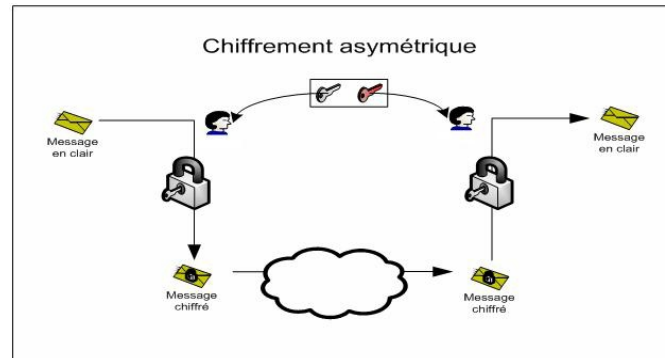 Chiffrement asymétrique
Message
en clair
Message
en clair
Message
chiffré
Message
chiffré